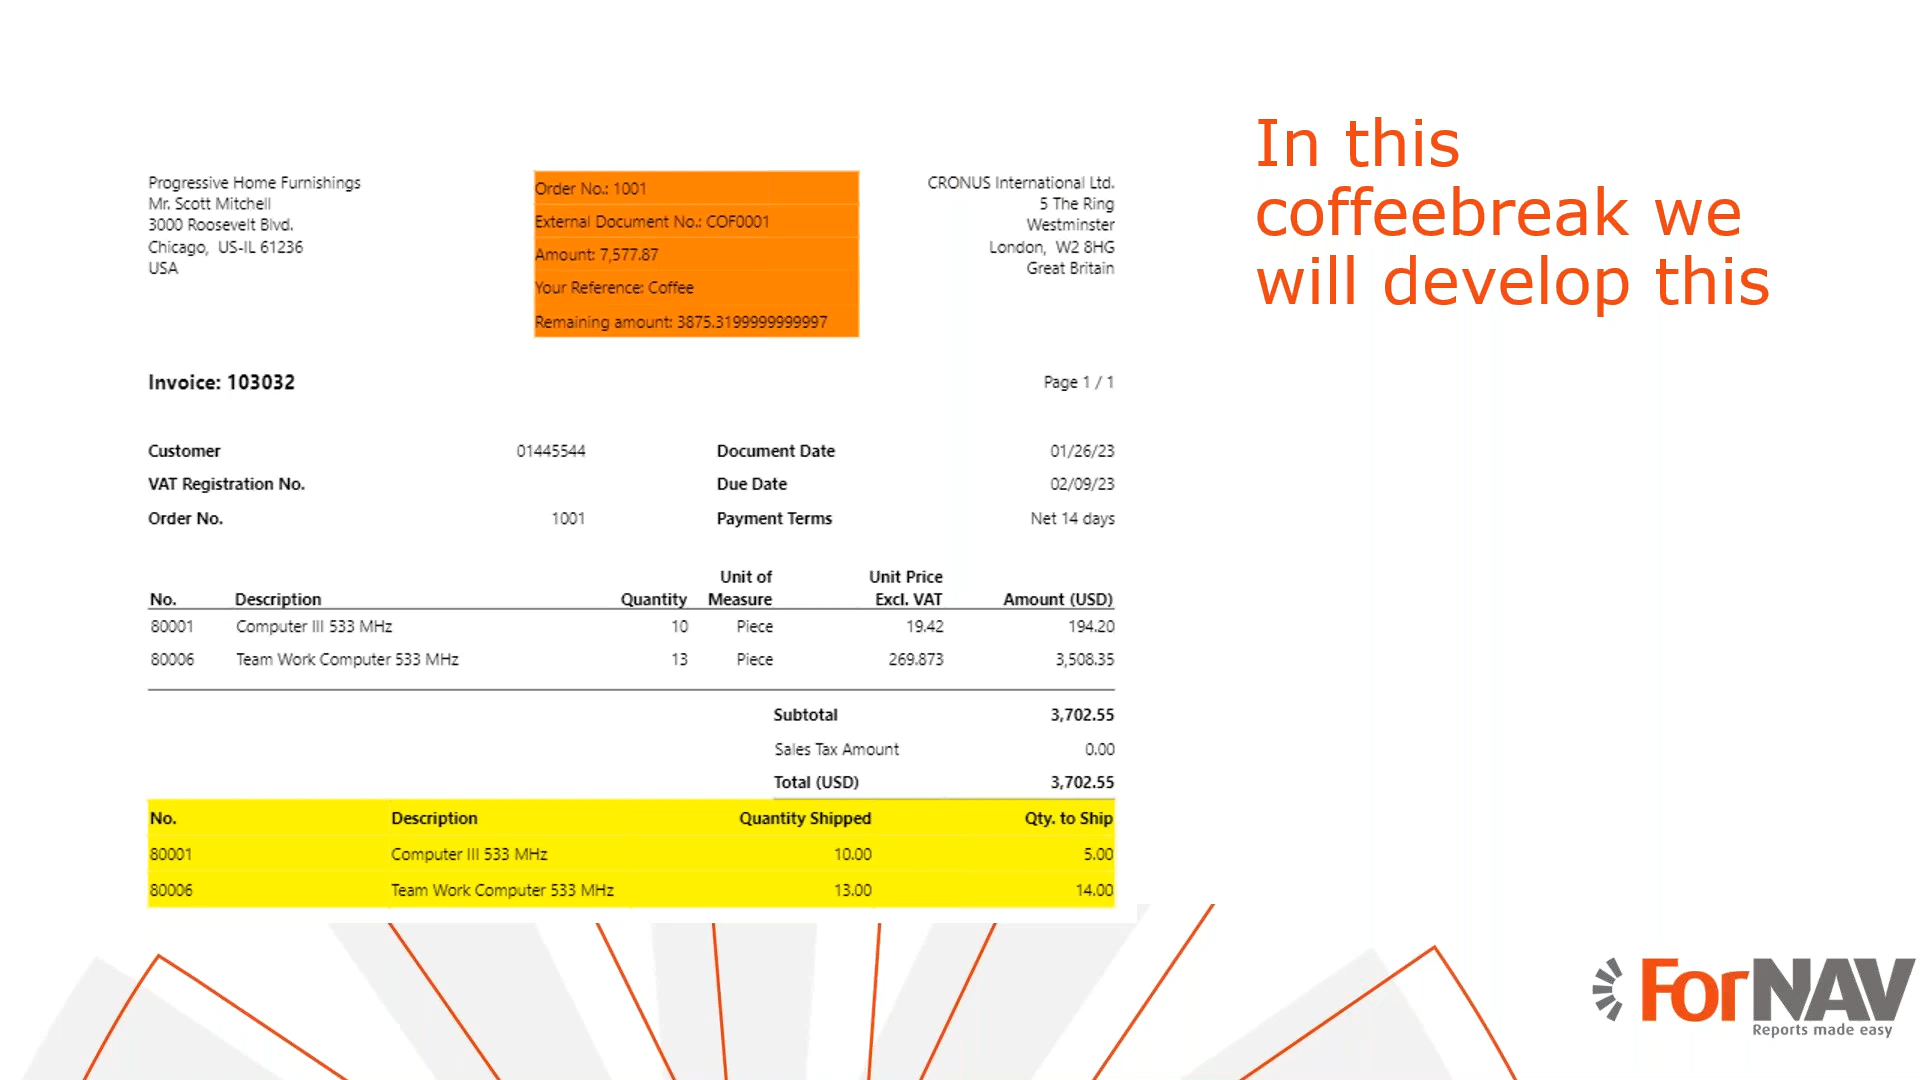 In this
coffeebreak we
will develop this
Progressive Home Furnishings
Mr. Scott Mitchell
3000 Roosevelt Blvd.
Chicago, US-IL 61236
USA
Order No.: 1001
External Document No.: COF0001
Amount: 7,577.87
Your Reference: Coffee
Remaining amount: 3875.3199999999997
CRONUS International Ltd.
5 The Ring
Westminster
London, W2 8HG
Great Britain
Invoice: 103032 Page 1 / 1
Customer 01445544 Document Date 01/26/23
VAT Registration No. Due Date 02/09/23
Order No. 1001 Payment Terms Net 14 days
Unit of Unit Price
No. Description Quantity Measure Excl. VAT Amount (USD)
80001 Computer III 533 MHz 10 Piece 19.42 194.20
80006 Team Work Computer 533 MHz 13 Piece 269.873 3,508.35
Subtotal 3,702.55
Sales Tax Amount 0.00
Total (USD) 3,702.55
No. Description Quantity Shipped Qty. to Ship
80001 Computer III 533 MHz 10.00 5.00
80006 Team Work Computer 533 MHz 13.00 14.00
ForNAV
Reports made easy